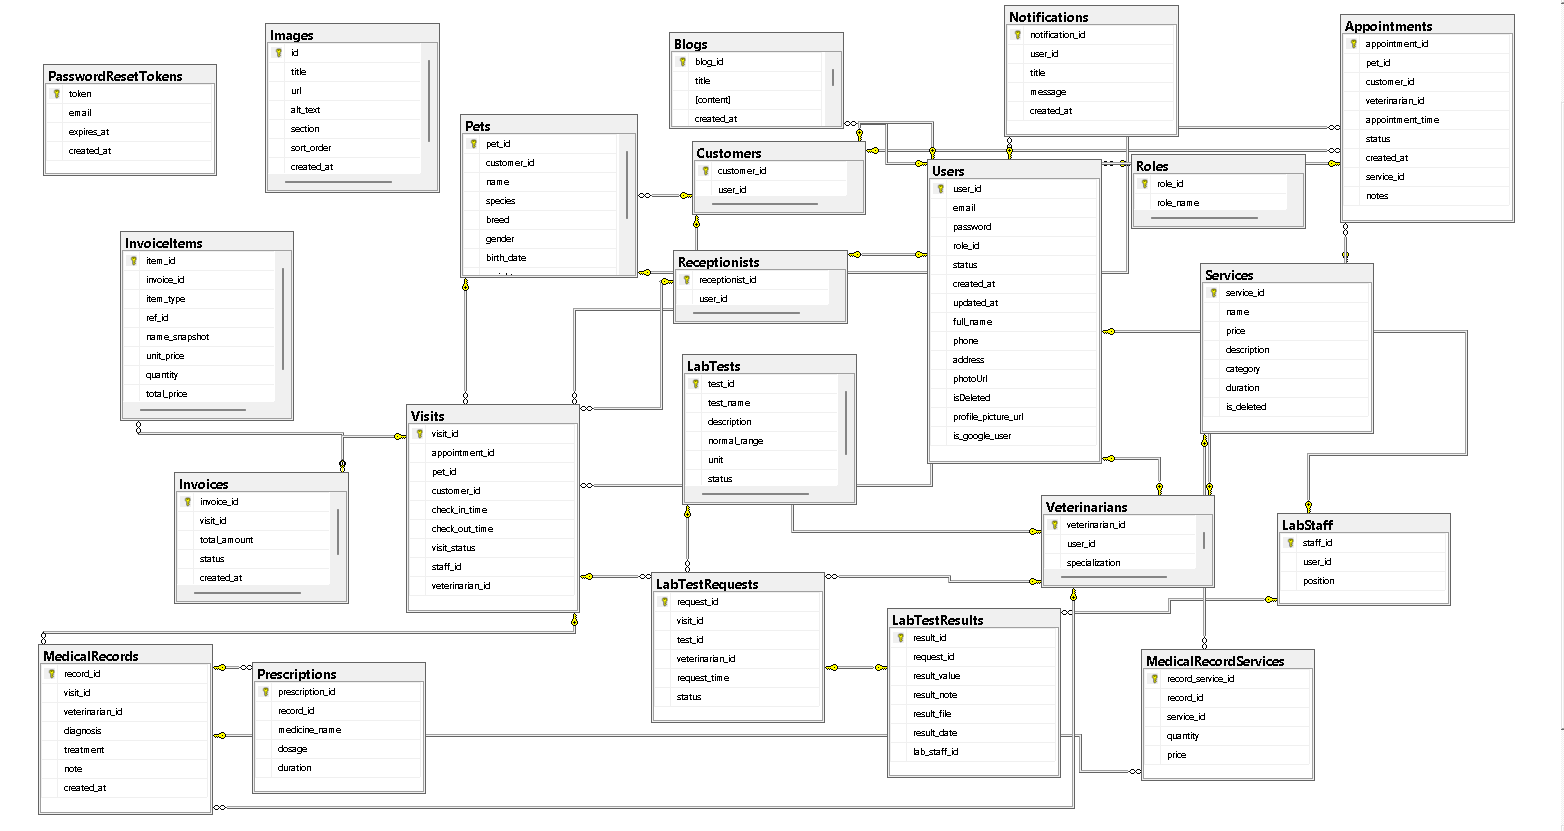 PasswordResetTokens
token
email
expires_at
created_at
Images
id
title
url
alt_text
section
sort_order
created_at
Blogs
blog_id
title
[content]
created_at
Notifications
notification_id
user_id
title
message
created_at
Appointments
appointment_id
pet_id
customer_id
veterinarian_id
appointment_time
status
created_at
service_id
notes
Pets
pet_id
customer_id
name
species
breed
gender
birth_date
Customers
customer_id
user_id
Users
user_id
email
password
role_id
status
created_at
updated_at
full_name
phone
address
photoUrl
isDeleted
profile_picture_url
is_google_user
Roles
role_id
role_name
InvoiceItems
item_id
invoice_id
item_type
ref_id
name_snapshot
unit_price
quantity
total_price
Receptionists
receptionist_id
user_id
Services
service_id
name
price
description
category
duration
is_deleted
LabTests
test_id
test_name
description
normal_range
unit
status
Visits
visit_id
appointment_id
pet_id
customer_id
check_in_time
check_out_time
visit_status
staff_id
veterinarian_id
Invoices
invoice_id
visit_id
total_amount
status
created_at
Veterinarians
veterinarian_id
user_id
specialization
LabStaff
staff_id
user_id
position
LabTestRequests
request_id
visit_id
test_id
veterinarian_id
request_time
status
LabTestResults
result_id
request_id
result_value
result_note
result_file
result_date
lab_staff_id
MedicalRecords
record_id
visit_id
veterinarian_id
diagnosis
treatment
note
created_at
Prescriptions
prescription_id
record_id
medicine_name
dosage
duration
MedicalRecordServices
record_service_id
record_id
service_id
quantity
price